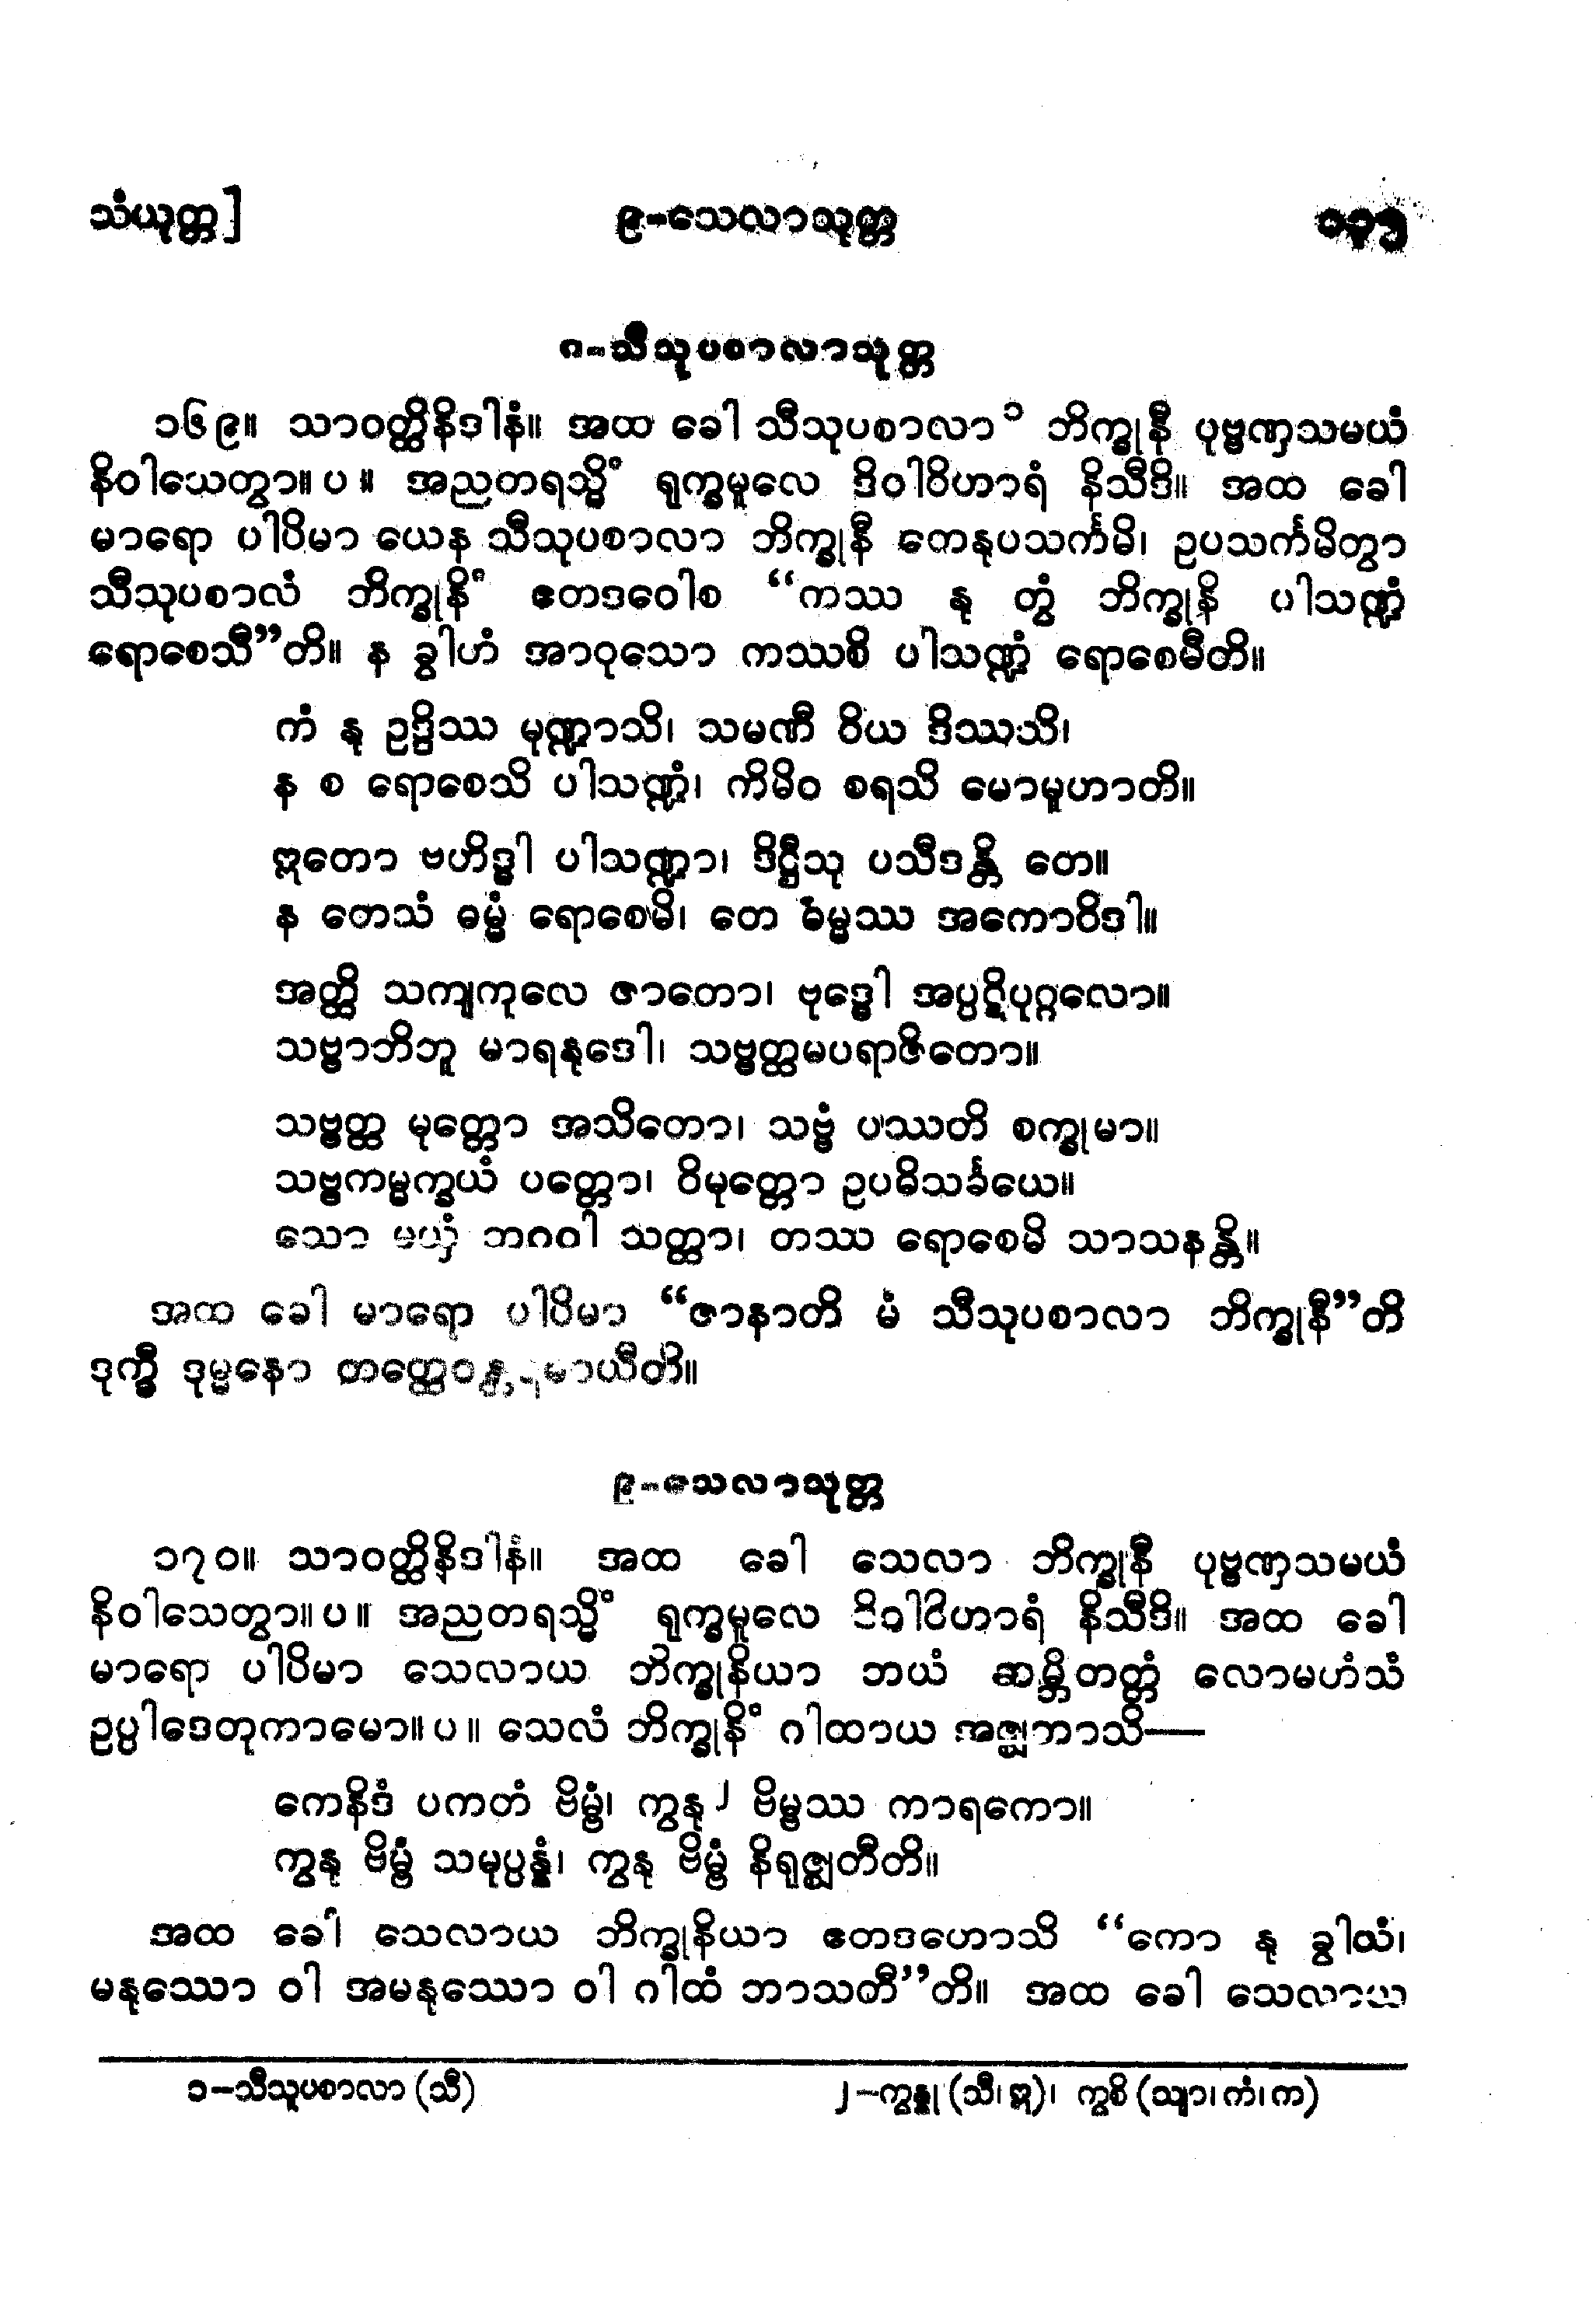 သံယုတ္တ]
၉-သေလာသုတ္တ
၈-သီသုပစာလာသုတ္တ
၁၆၉။ သာဝတ္ထိနိဒါနံ။ အထ ခေါ သီသုပစာလာ၁ ဘိက္ခုနီ ပုဗ္ဗဏှသမယံ
နိဝါသေတွာ။ ပ ။ အညတရသ္မိံ ရုက္ခမူလေ ဒိဝါဝိဟာရံ နိသီဒိ။ အထ ခေါ
မာရော ပါပိမာ ယေန သီသုပစာလာ ဘိက္ခုနီ တေနုပသင်္ကမိ၊ ဥပသင်္ကမိတွာ
သီသုပစာလံ ဘိက္ခုနိံ ဧတဒဝေါစ “ကဿ နု တွံ ဘိက္ခုနိ ပါသဏ္ဍံ
ရောစေသီ”တိ။ န ခွါဟံ အာဝုသော ကဿစိ ပါသဏ္ဍံ ရောစေမီတိ။
ကံ နု ဥဒ္ဒိဿ မုဏ္ဍာသိ၊ သမဏီ ဝိယ ဒိဿသိ၊
န စ ရောစေသိ ပါသဏ္ဍံ၊ ကိမိဝ စရသိ မောမူဟာတိ။
ဣတော ဗဟိဒ္ဓါ ပါသဏ္ဍာ၊ ဒိဋ္ဌီသု ပသီဒန္တိ တေ။
န တေသံ ဓမ္မံ ရောစေမိ၊ တေ ဓမ္မဿ အကောဝိဒါ။
အတ္ထိ သကျကုလေ ဇာတော၊ ဗုဒ္ဓေါ အပ္ပဋိပုဂ္ဂလော။
သဗ္ဗာဘိဘူ မာရနုဒေါ၊ သဗ္ဗတ္ထမပရာဇိတော။
သဗ္ဗတ္ထ မုတ္တော အသိတော၊ သဗ္ဗံ ပဿတိ စက္ခုမာ။
သဗ္ဗကမ္မက္ခယံ ပတ္တော၊ ဝိမုတ္တော ဥပဓိသင်္ခယေ။
သော မယှံ ဘဂဝါ သတ္ထာ၊ တဿ ရောစေမိ သာသနန္တိ။
အထ ခေါ မာရော ပါပိမာ “ဇာနာတိ မံ သီသုပစာလာ ဘိက္ခုနီ”တိ
ဒုက္ခီ ဒုမ္မနော တတ္ထေဝန္တရဓာယီတိ။
၉-သေလာသုတ္တ
၁၇၀။ သာဝတ္ထိနိဒါနံ။ အထ ခေါ သေလာ ဘိက္ခုနီ ပုဗ္ဗဏှသမယံ
နိဝါသေတွာ။ ပ ။ အညတရသ္မိံ ရုက္ခမူလေ ဒိဝါဝိဟာရံ နိသီဒိ။ အထ ခေါ
မာရော ပါပိမာ သေလာယ ဘိက္ခုနိယာ ဘယံ ဆမ္ဘိတတ္တံ လောမဟံသံ
ဥပ္ပါဒေတုကာမော။ ပ ။ သေလံ ဘိက္ခုနိံ ဂါထာယ အဇ္ဈဘာသိ—
ကေနိဒံ ပကတံ ဗိမ္ဗံ၊ ကွနု၂ ဗိမ္ဗဿ ကာရကော။
ကွနု ဗိမ္ဗံ သမုပ္ပန္နံ၊ ကွနု ဗိမ္ဗံ နိရုဇ္ဈတီတိ။
အထ ခေါ သေလာယ ဘိက္ခုနိယာ ဧတဒဟောသိ “ကော နု ခွါယံ၊
မနုဿော ဝါ အမနုဿော ဝါ ဂါထံ ဘာသတီ”တိ။ အထ ခေါ သေလာယ
၁-သီသူပစာလာ (သီ)
၂-ကွန္နု (သီ၊ ဣ)၊ ကွစိ (သျာ၊ ကံ၊ က)